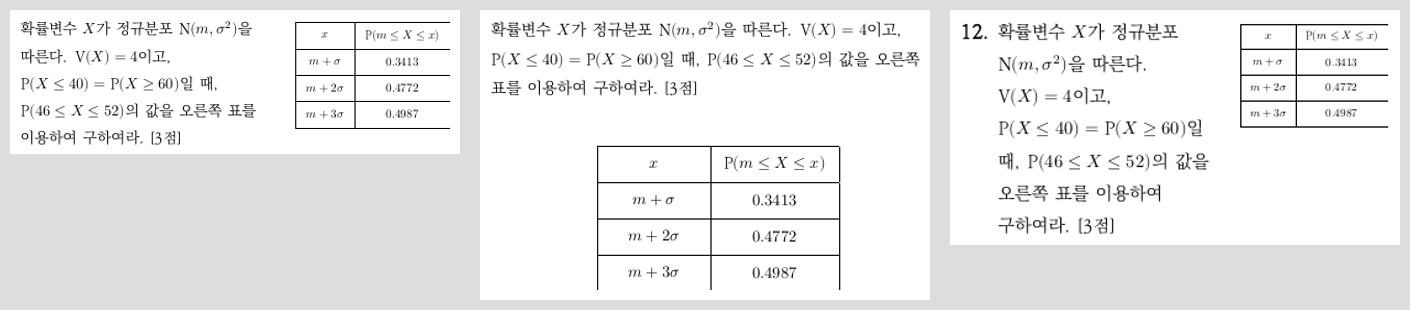 확률변수 X가 정규분포 N(m, σ²)을
따른다. V(X) = 4이고,
P(X ≤ 40) = P(X ≥ 60)일 때,
P(46 ≤ X ≤ 52)의 값을 오른쪽 표를
이용하여 구하여라. [3점]
x P(m ≤ X ≤ x)
m + σ 0.3413
m + 2σ 0.4772
m + 3σ 0.4987
확률변수 X가 정규분포 N(m, σ²)을 따른다. V(X) = 4이고,
P(X ≤ 40) = P(X ≥ 60)일 때, P(46 ≤ X ≤ 52)의 값을 오른쪽
표를 이용하여 구하여라. [3점]
x P(m ≤ X ≤ x)
m + σ 0.3413
m + 2σ 0.4772
m + 3σ 0.4987
12. 확률변수 X가 정규분포
N(m, σ²)을 따른다.
V(X) = 4이고,
P(X ≤ 40) = P(X ≥ 60)일
때, P(46 ≤ X ≤ 52)의 값을
오른쪽 표를 이용하여
구하여라. [3점]
x P(m ≤ X ≤ x)
m + σ 0.3413
m + 2σ 0.4772
m + 3σ 0.4987